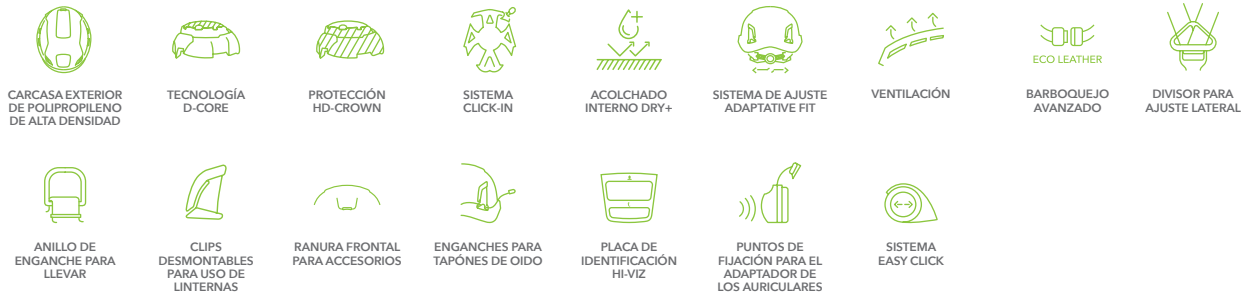 ECO LEATHER
CARCASA EXTERIOR
DE POLIPROPILENO
DE ALTA DENSIDAD
TECNOLOGÍA
D-CORE
PROTECCIÓN
HD-CROWN
SISTEMA
CLICK-IN
ACOLCHADO
INTERNO DRY+
SISTEMA DE AJUSTE
ADAPTATIVE FIT
VENTILACIÓN
BARBOQUEJO
AVANZADO
DIVISOR PARA
AJUSTE LATERAL
ANILLO DE
ENGANCHE PARA
LLEVAR
CLIPS
DESMONTABLES
PARA USO DE
LINTERNAS
RANURA FRONTAL
PARA ACCESORIOS
ENGANCHES PARA
TAPÓNES DE OIDO
PLACA DE
IDENTIFICACIÓN
HI-VIZ
PUNTOS DE
FIJACIÓN PARA EL
ADAPTADOR DE
LOS AURICULARES
SISTEMA
EASY CLICK